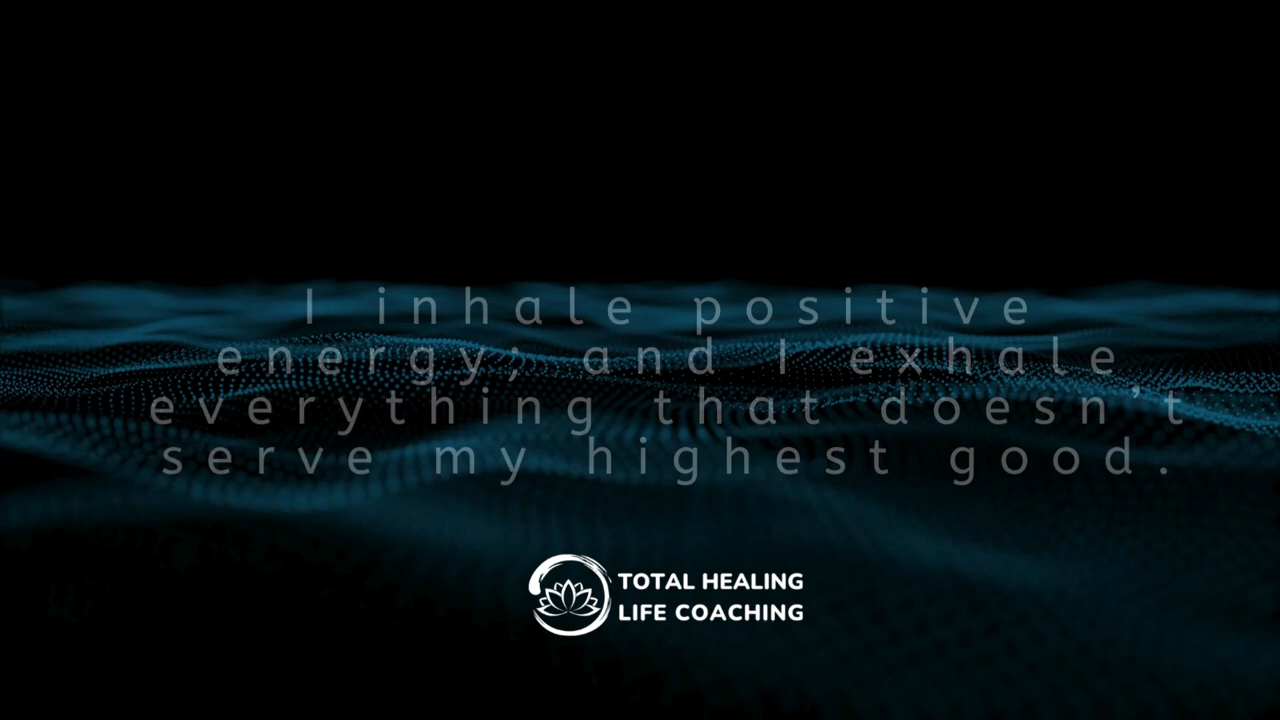 I inhale positive
energy; and I exhale
everything that doesn't
serve my highest good.
TOTAL HEALING
LIFE COACHING